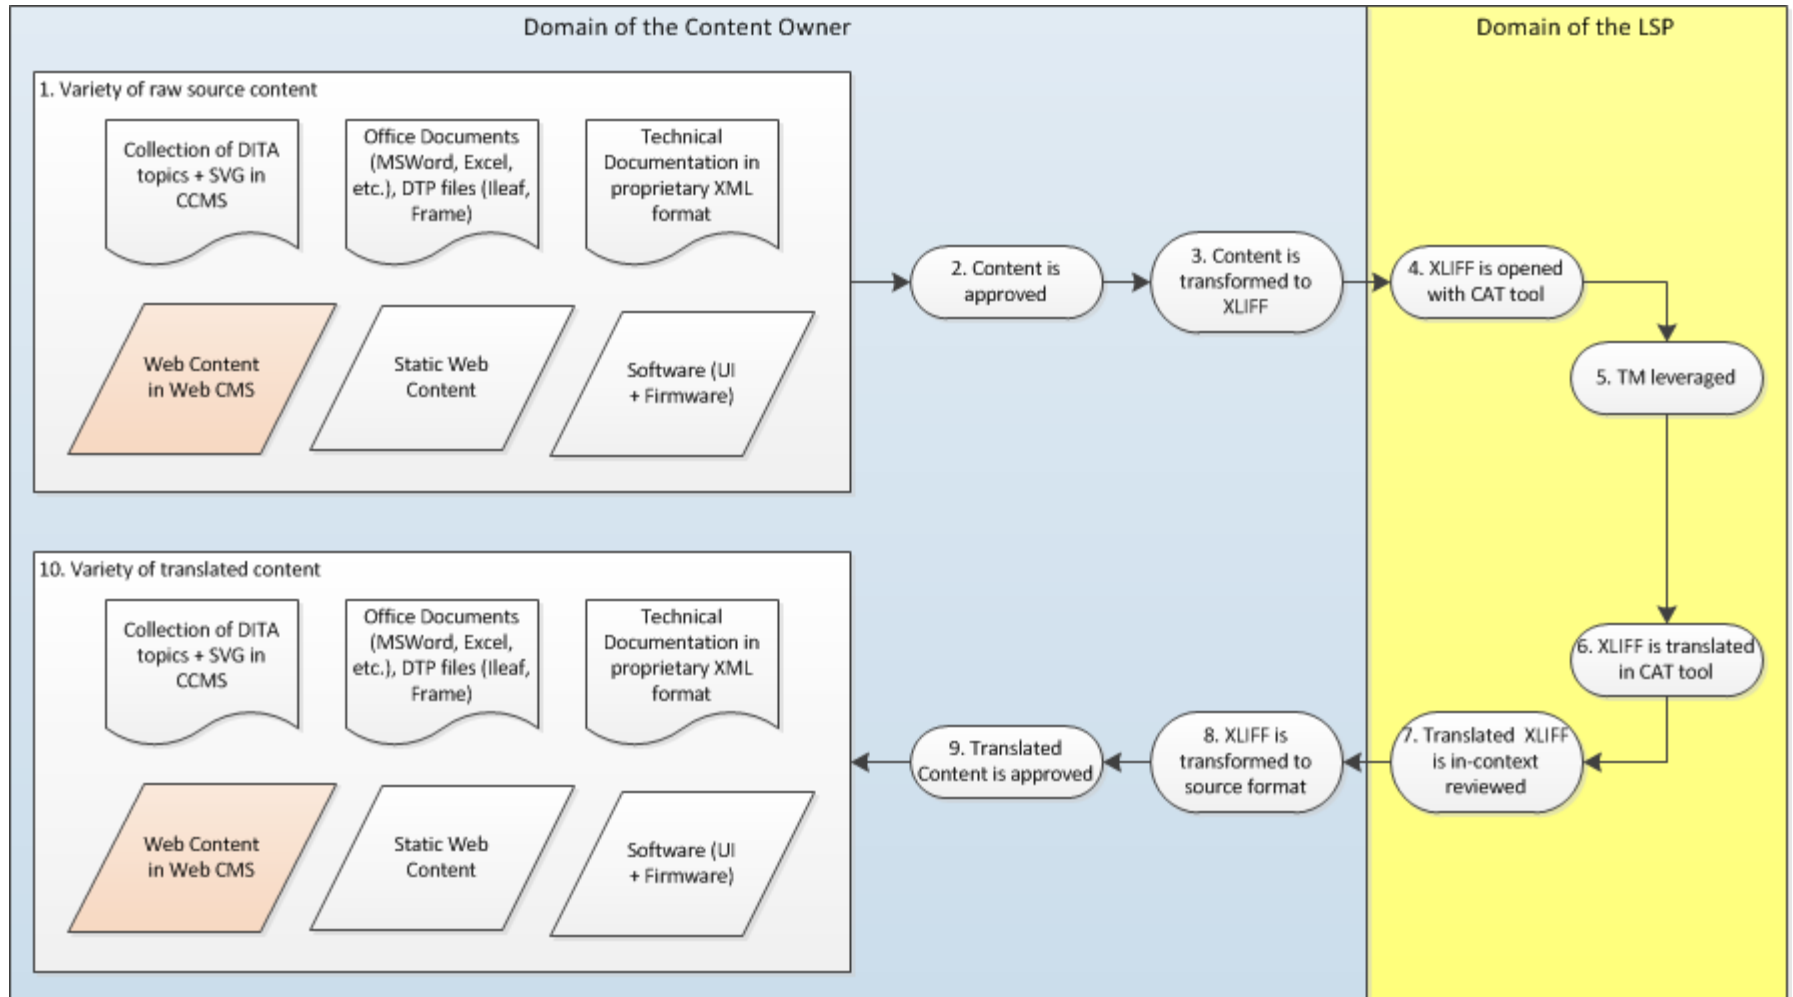 Domain of the Content Owner
Domain of the LSP
1. Variety of raw source content
Collection of DITA
topics + SVG in
CCMS
Office Documents
(MSWord, Excel,
etc.), DTP files (Ileaf,
Frame)
Technical
Documentation in
proprietary XML
format
Web Content
in Web CMS
Static Web
Content
Software (UI
+ Firmware)
2. Content is
approved
3. Content is
transformed to
XLIFF
4. XLIFF is opened
with CAT tool
5. TM leveraged
6. XLIFF is translated
in CAT tool
7. Translated  XLIFF
is in-context
reviewed
8. XLIFF is
transformed to
source format
9. Translated
Content is approved
10. Variety of translated content
Collection of DITA
topics + SVG in
CCMS
Office Documents
(MSWord, Excel,
etc.), DTP files (Ileaf,
Frame)
Technical
Documentation in
proprietary XML
format
Web Content
in Web CMS
Static Web
Content
Software (UI
+ Firmware)